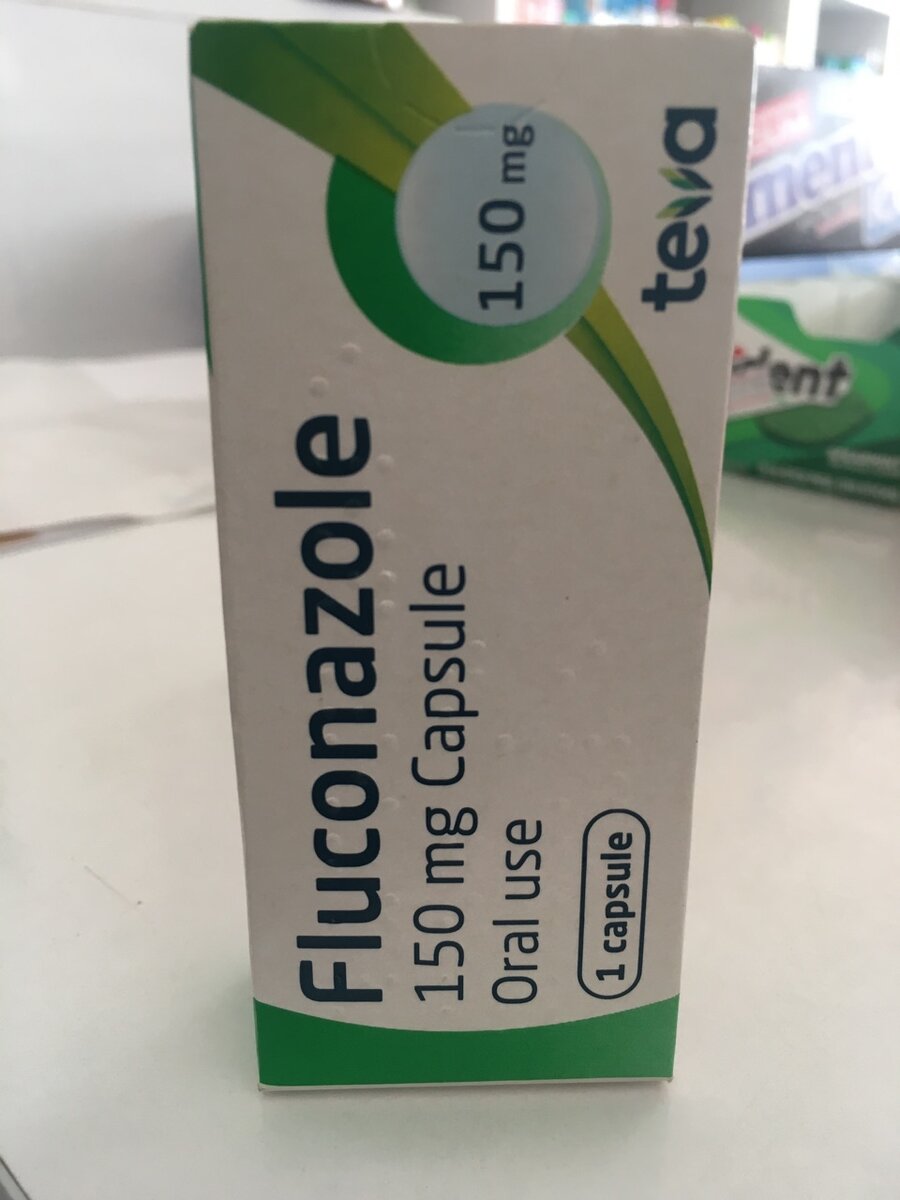 Fluconazole
150 mg Capsule
Oral use
1 capsule
150 mg
teva